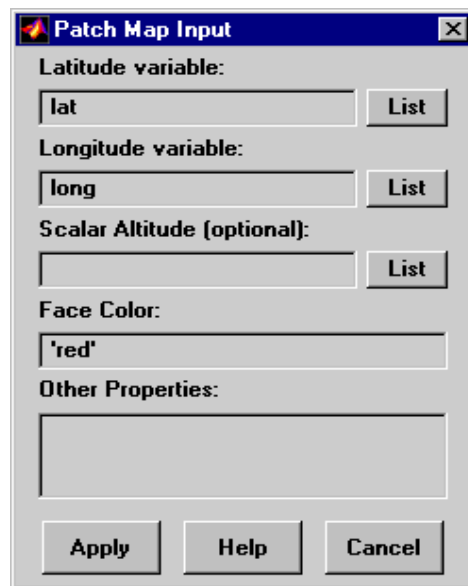 Patch Map Input
Latitude variable:
lat List
Longitude variable:
long List
Scalar Altitude (optional):
List
Face Color:
'red'
Other Properties:
Apply Help Cancel